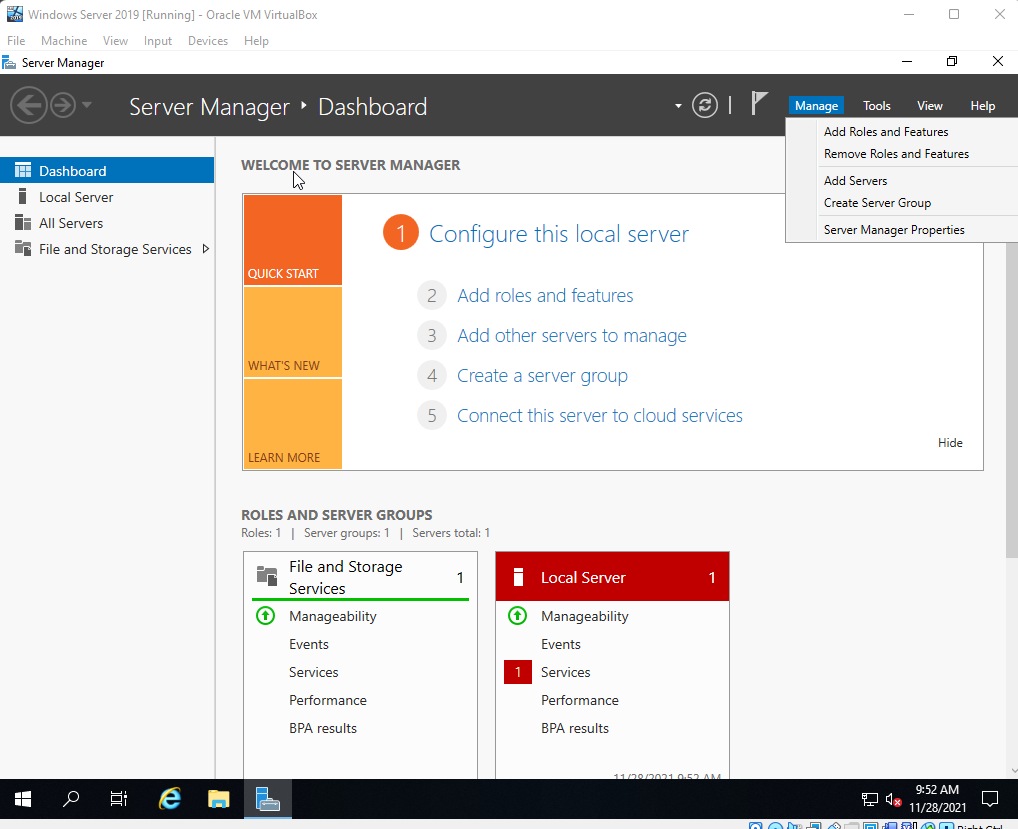 Windows Server 2019 [Running] - Oracle VM VirtualBox
File Machine View Input Devices Help
Server Manager
Server Manager Dashboard
Manage Tools View Help
Add Roles and Features
Remove Roles and Features
Add Servers
Create Server Group
Server Manager Properties
Dashboard
Local Server
All Servers
File and Storage Services
WELCOME TO SERVER MANAGER
QUICK START
WHAT'S NEW
LEARN MORE
1 Configure this local server
2 Add roles and features
3 Add other servers to manage
4 Create a server group
5 Connect this server to cloud services
Hide
ROLES AND SERVER GROUPS
Roles: 1 | Server groups: 1 | Servers total: 1
File and Storage
Services
1
Manageability
Events
Services
Performance
BPA results
Local Server 1
Manageability
Events
1 Services
Performance
BPA results
11/28/2021 9:52 AM
9:52 AM
11/28/2021
Right Ctrl